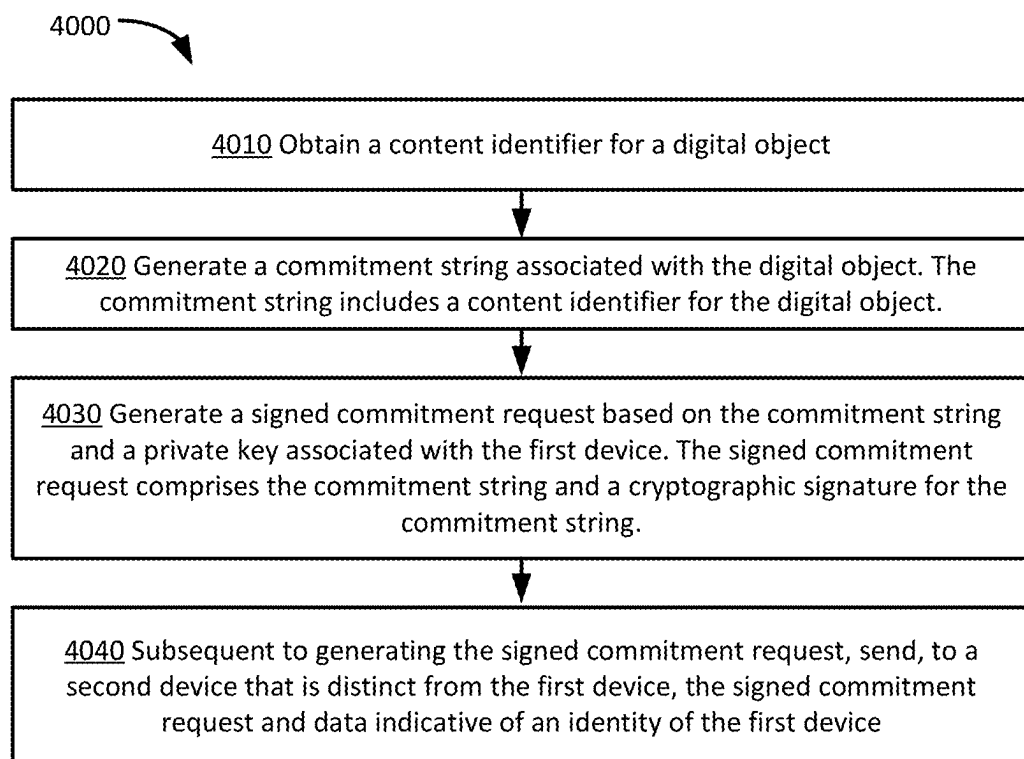 4000
4010 Obtain a content identifier for a digital object
4020 Generate a commitment string associated with the digital object. The
commitment string includes a content identifier for the digital object.
4030 Generate a signed commitment request based on the commitment string
and a private key associated with the first device. The signed commitment
request comprises the commitment string and a cryptographic signature for the
commitment string.
4040 Subsequent to generating the signed commitment request, send, to a
second device that is distinct from the first device, the signed commitment
request and data indicative of an identity of the first device